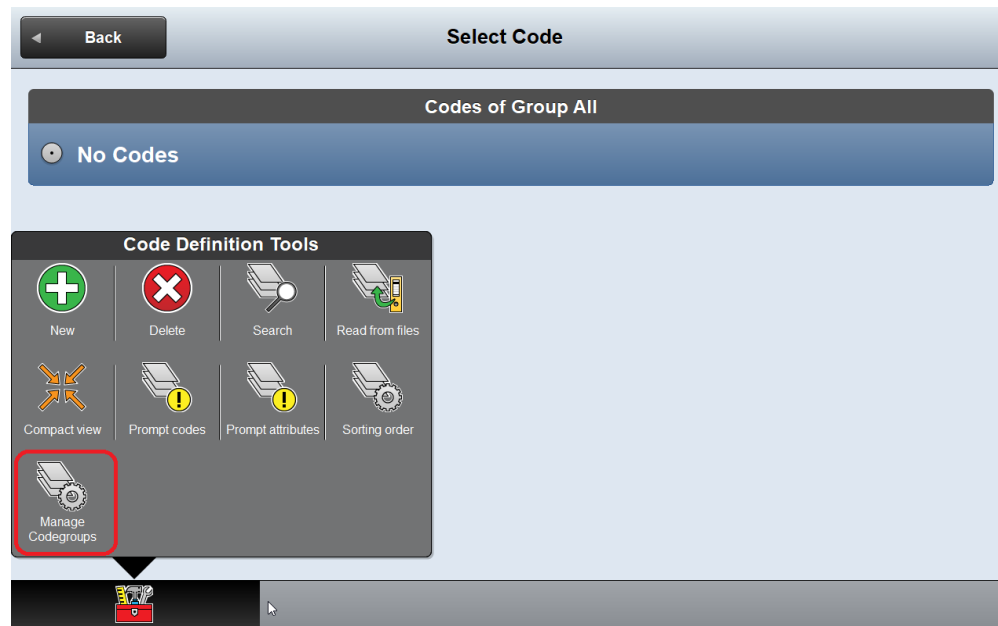 Back
Select Code
Codes of Group All
No Codes
Code Definition Tools
New
Delete
Search
Read from files
Compact view
Prompt codes
Prompt attributes
Sorting order
Manage
Codegroups